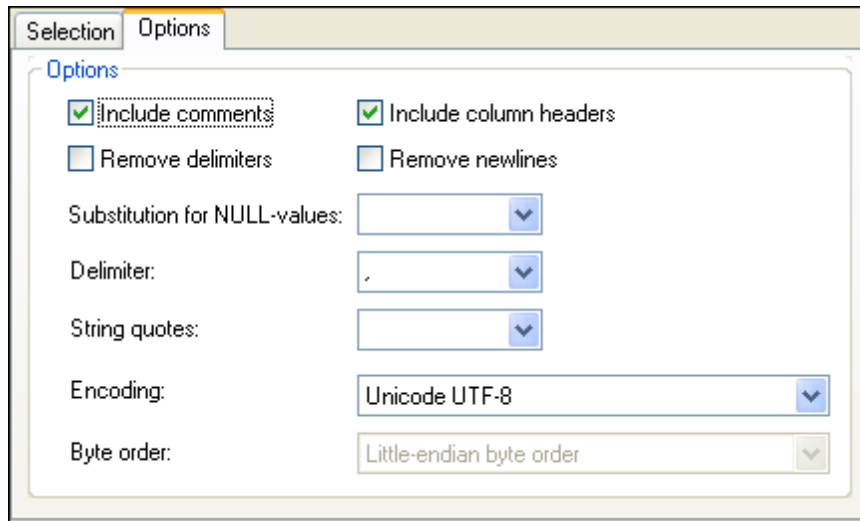 Selection Options
Options
Include comments Include column headers
Remove delimiters Remove newlines
Substitution for NULL-values:
Delimiter: ,
String quotes:
Encoding: Unicode UTF-8
Byte order: Little-endian byte order